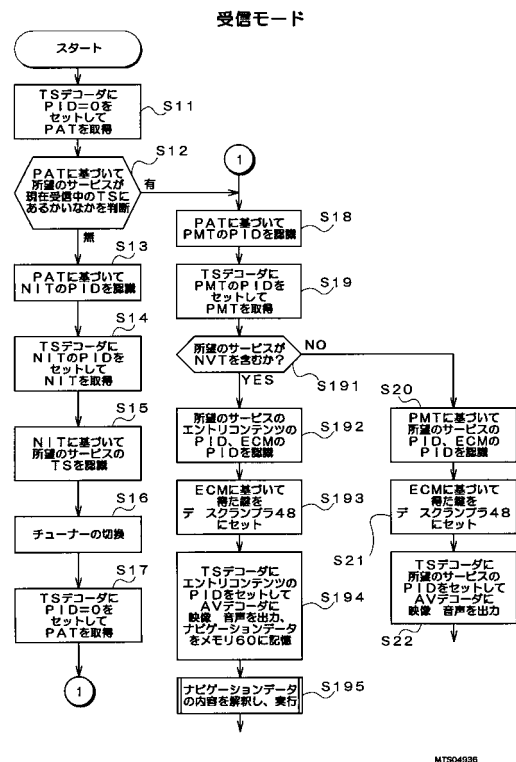 受信モード
スタート
TSデコーダに
PID=0を
セットして
PATを取得
S11
PATに基づいて
所望のサービスが
現在受信中のTSに
あるかいなかを判断
S12
有
無
PATに基づいて
NITのPIDを認識
S13
TSデコーダに
NITのPIDを
セットして
NITを取得
S14
NITに基づいて
所望のサービスの
TSを認識
S15
チューナーの切換
S16
TSデコーダに
PID=0を
セットして
PATを取得
S17
1
1
PATに基づいて
PMTのPIDを認識
S18
TSデコーダに
PMTのPIDを
セットして
PMTを取得
S19
所望のサービスが
NVTを含むか?
S191
NO
YES
所望のサービスの
エントリコンテンツの
PID、ECMの
PIDを認識
S192
ECMに基づいて
得た鍵を
デ スクランブラ48
にセット
S193
TSデコーダに
エントリコンテンツの
PIDをセットして
AVデコーダに
映像 音声を出力、
ナビゲーションデータ
をメモリ60に記憶
S194
ナビゲーションデータ
の内容を解釈し、実行
S195
S20
PMTに基づいて
所望のサービスの
PID、ECMの
PIDを認識
ECMに基づいて
得た鍵を
デ スクランブラ48
にセット
S21
TSデコーダに
所望のサービスの
PIDをセットして
AVデコーダに
映像 音声を出力
S22
MTS04936